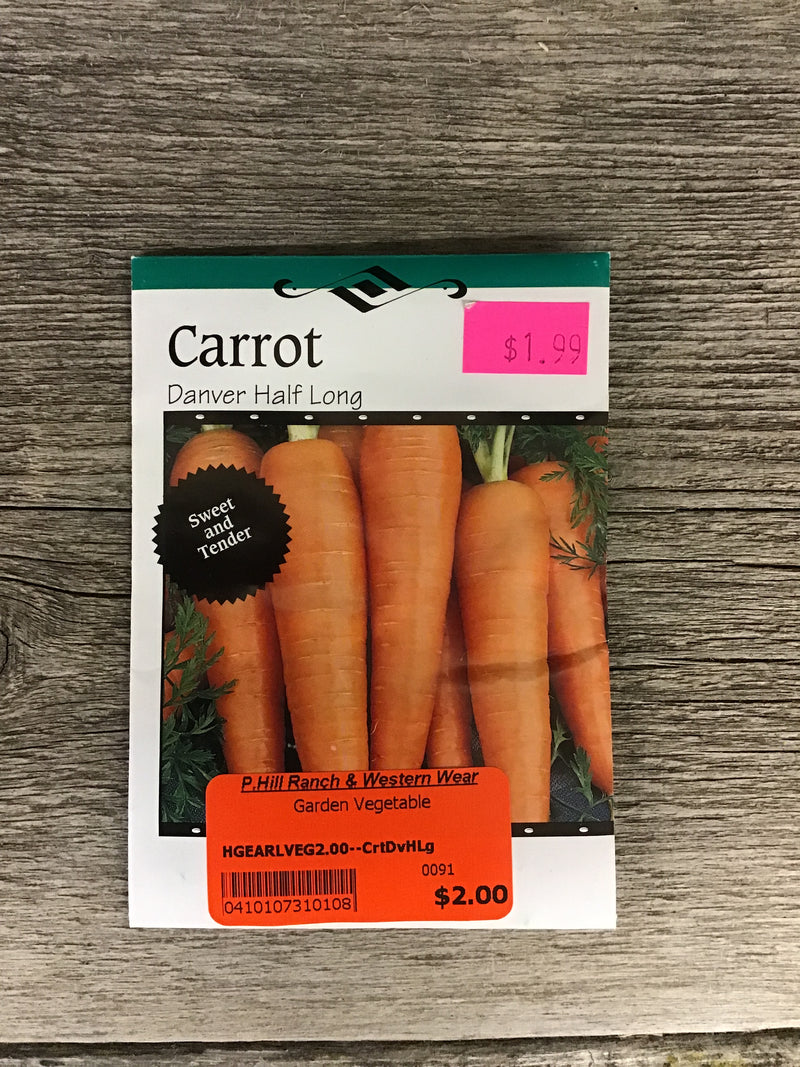 Carrot
$1.99
Danver Half Long
Sweet
and
Tender
P.Hill Ranch & Western Wear
Garden Vegetable
HGEARLVEG2.00--CrtDvHLg
0091
0410107310108
$2.00